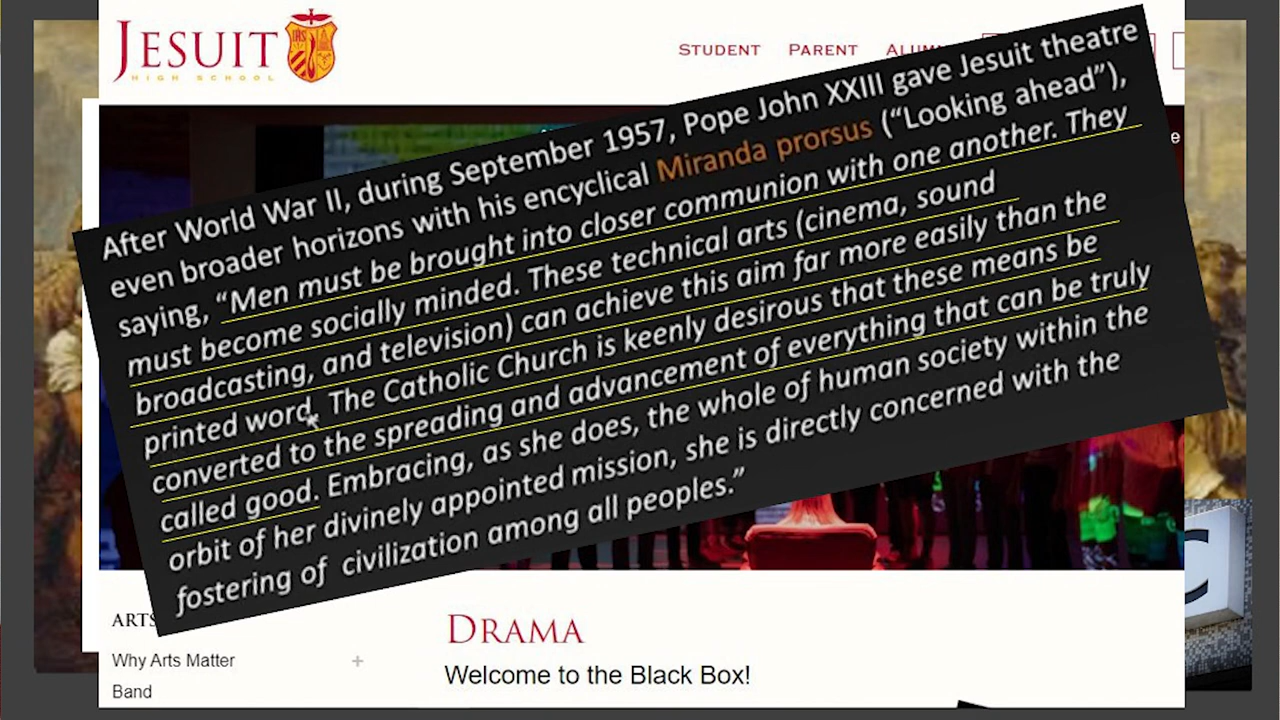 JESUIT
HIGH SCHOOL
IHS
STUDENT PARENT
After World War II, during September 1957, Pope John XXIII gave Jesuit theatre
even broader horizons with his encyclical Miranda prorsus (“Looking ahead”),
saying, “Men must be brought into closer communion with one another. They
must become socially minded. These technical arts (cinema, sound
broadcasting, and television) can achieve this aim far more easily than the
printed word. The Catholic Church is keenly desirous that these means be
converted to the spreading and advancement of everything that can be truly
called good. Embracing, as she does, the whole of human society within the
orbit of her divinely appointed mission, she is directly concerned with the
fostering of civilization among all peoples.”
ARTS
Why Arts Matter +
Band
DRAMA
Welcome to the Black Box!
C